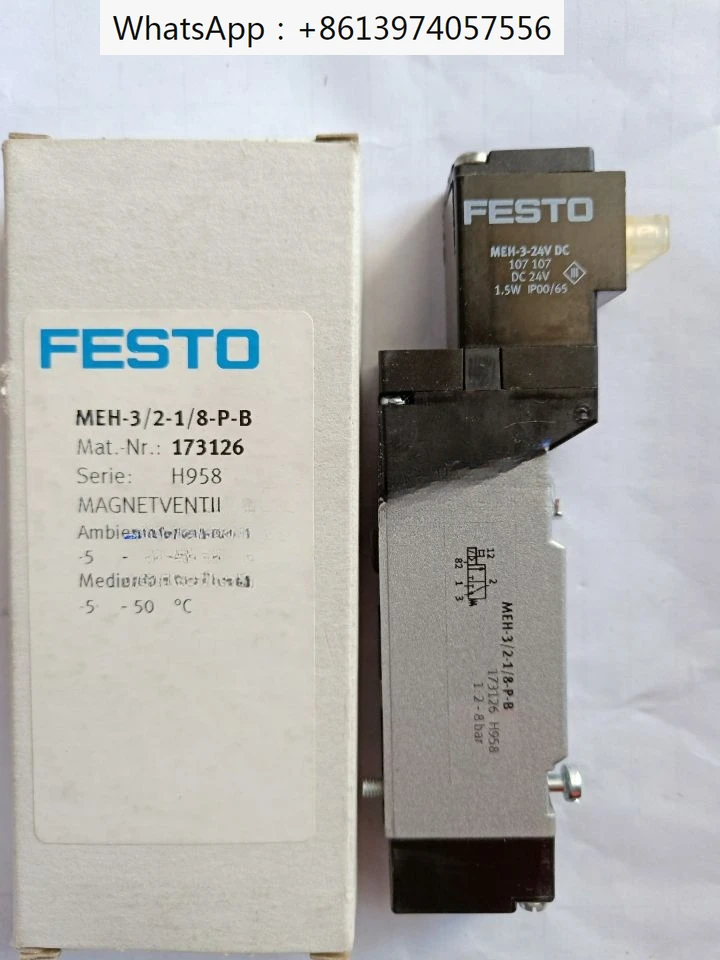 WhatsApp：+8613974057556
FESTO
MEH-3/2-1/8-P-B
Mat.-Nr.: 173126
Serie: H958
MAGNETVENTIL
-5 -
-5 - 50 °C
FESTO
MEH-3-24V DC
107 107
DC 24V
1.5W IP00/65
III
12
82 2
1 3
MEH-3/2-1/8-P-B
173126 H958
1.2-8bar